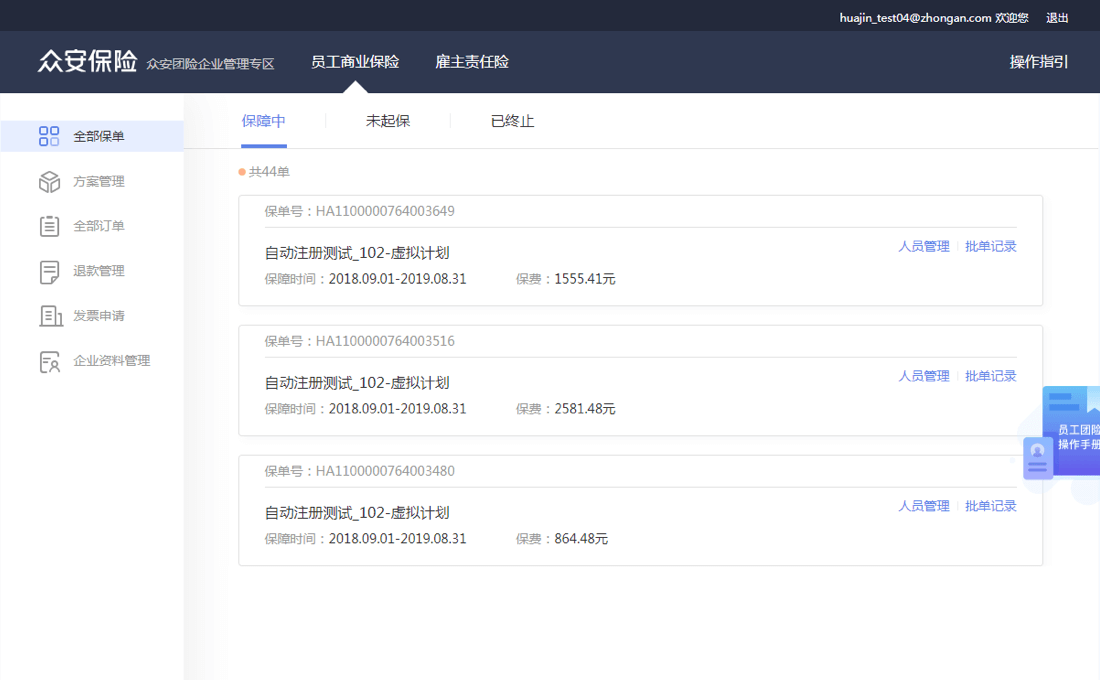 huajin_test04@zhongan.com 欢迎您 退出
众安保险 众安团险企业管理专区 员工商业保险 雇主责任险 操作指引
全部保单
方案管理
全部订单
退款管理
发票申请
企业资料管理
保障中 未起保 已终止
共44单
保单号：HA1100000764003649
自动注册测试_102-虚拟计划 人员管理 批单记录
保障时间：2018.09.01-2019.08.31 保费：1555.41元
保单号：HA1100000764003516
自动注册测试_102-虚拟计划 人员管理 批单记录
保障时间：2018.09.01-2019.08.31 保费：2581.48元
保单号：HA1100000764003480
自动注册测试_102-虚拟计划 人员管理 批单记录
保障时间：2018.09.01-2019.08.31 保费：864.48元
员工团险
操作手册